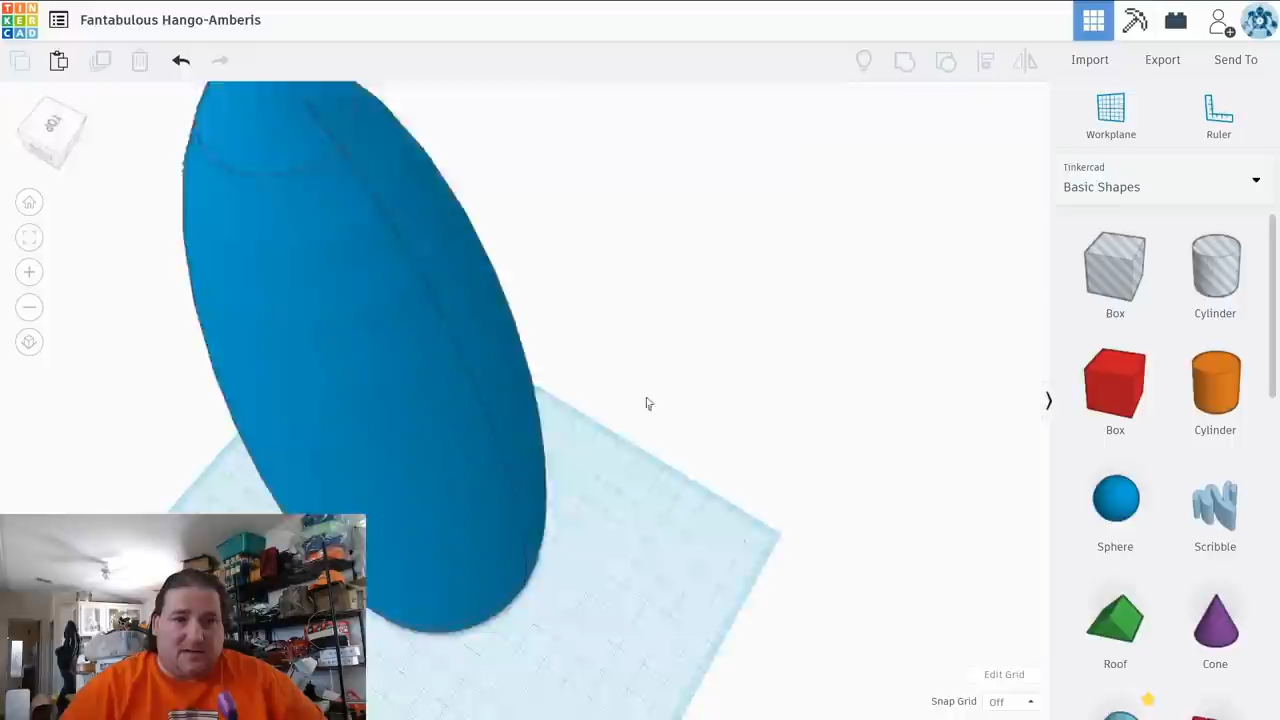 TIN
KER
CAD
Fantabulous Hango-Amberis
Import
Export
Send To
TOP
Workplane
Ruler
Tinkercad
Basic Shapes
Box
Cylinder
Box
Cylinder
Sphere
Scribble
Roof
Cone
Edit Grid
Snap Grid
Off